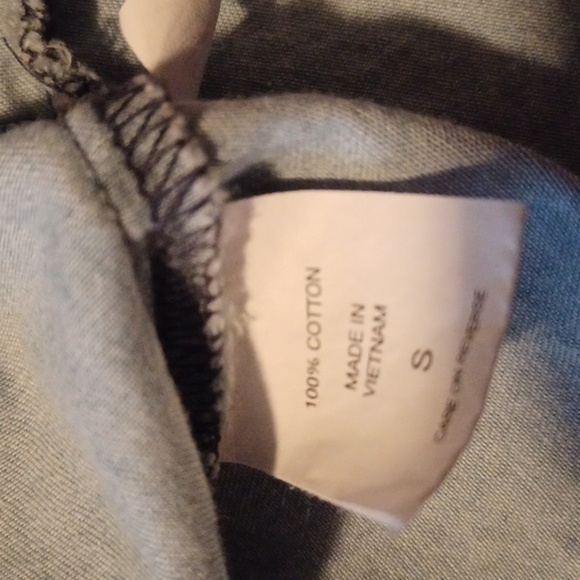 100% COTTON
MADE IN
VIETNAM
S
CARE ON REVERSE